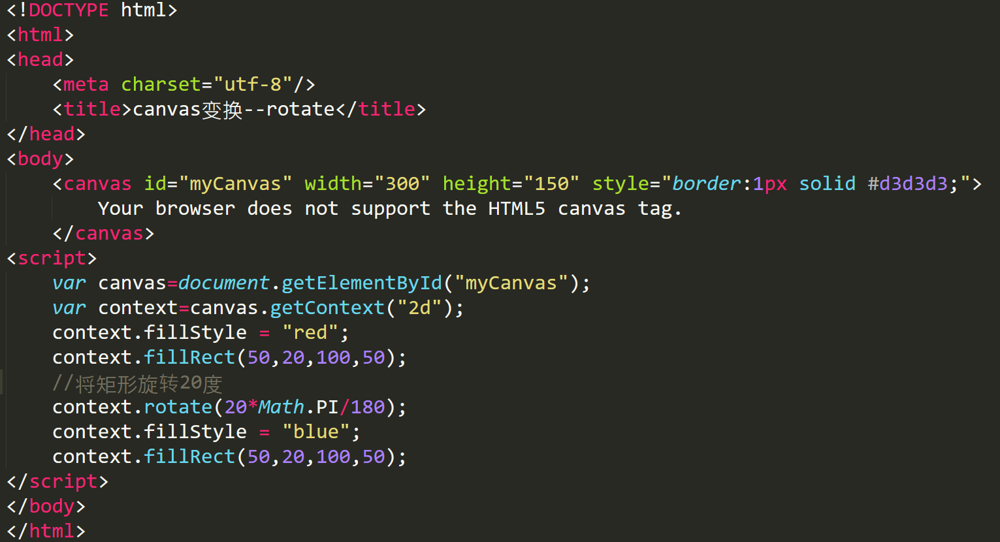 <!DOCTYPE html>
<html>
<head>
    <meta charset="utf-8"/>
    <title>canvas变换--rotate</title>
</head>
<body>
    <canvas id="myCanvas" width="300" height="150" style="border:1px solid #d3d3d3;">
        Your browser does not support the HTML5 canvas tag.
    </canvas>
<script>
    var canvas=document.getElementById("myCanvas");
    var context=canvas.getContext("2d");
    context.fillStyle = "red";
    context.fillRect(50,20,100,50);
    //将矩形旋转20度
    context.rotate(20*Math.PI/180);
    context.fillStyle = "blue";
    context.fillRect(50,20,100,50);
</script>
</body>
</html>